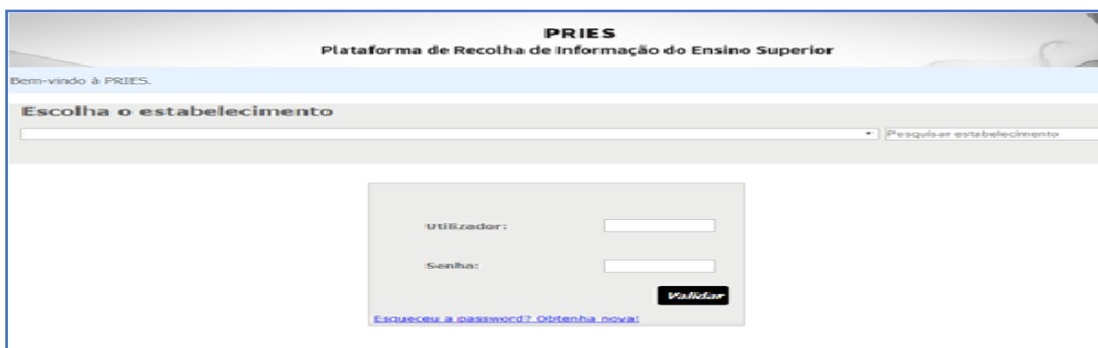 PRIES
Plataforma de Recolha de Informação do Ensino Superior
Bem-vindo à PRIES.
Escolha o estabelecimento
Pesquisar estabelecimento
Utilizador:
Senha:
Validar
Esqueceu a password? Obtenha nova!